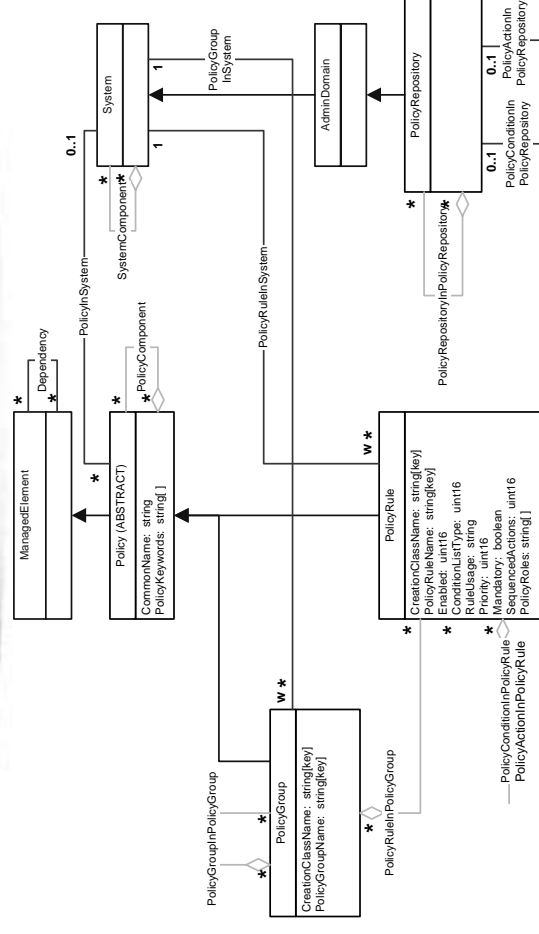 ManagedElement
*
*
Dependency
PolicyInSystem
*
0..1
Policy (ABSTRACT)
CommonName: string
PolicyKeywords: string[ ]
*
*
PolicyComponent
System
*
*
SystemComponent
1
1
PolicyGroup
InSystem
PolicyRuleInSystem
AdminDomain
PolicyGroupInPolicyGroup
*
*
PolicyGroup
CreationClassName: string[key]
PolicyGroupName: string[key]
w *
*
PolicyRuleInPolicyGroup
w *
PolicyRule
CreationClassName: string[key]
PolicyRuleName: string[key]
Enabled: uint16
ConditionListType: uint16
RuleUsage: string
Priority: uint16
Mandatory: boolean
SequencedActions: uint16
PolicyRoles: string[ ]
*
*
*
PolicyConditionInPolicyRule
PolicyActionInPolicyRule
PolicyRepository
*
*
PolicyRepositoryInPolicyRepository
0..1
PolicyConditionIn
PolicyRepository
0..1
PolicyActionIn
PolicyRepository